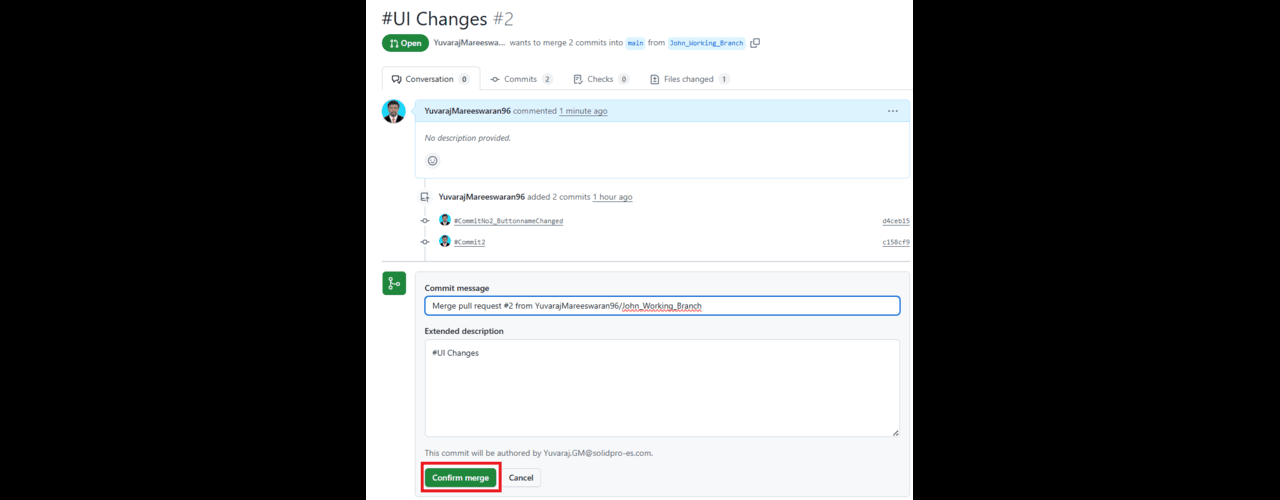 #UI Changes #2
Open YuvarajMareeswa... wants to merge 2 commits into main from John_Working_Branch
Conversation 0 Commits 2 Checks 0 Files changed 1
YuvarajMareeswaran96 commented 1 minute ago ...
No description provided.
YuvarajMareeswaran96 added 2 commits 1 hour ago
#CommitNo2_ButtonnameChanged d4ceb15
#Commit2 c158cf9
Commit message
Merge pull request #2 from YuvarajMareeswaran96/John_Working_Branch
Extended description
#UI Changes
This commit will be authored by Yuvaraj.GM@solidpro-es.com.
Confirm merge Cancel